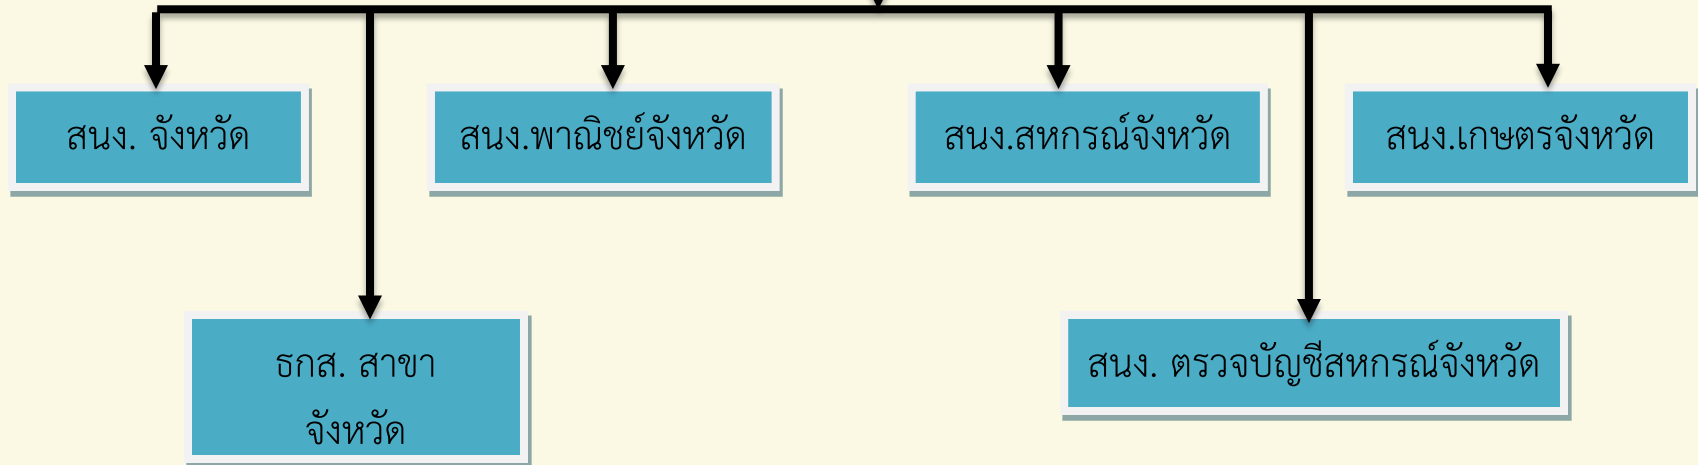 สนง. จังหวัด
สนง.พาณิชย์จังหวัด
สนง.สหกรณ์จังหวัด
สนง.เกษตรจังหวัด
ธกส. สาขา
จังหวัด
สนง. ตรวจบัญชีสหกรณ์จังหวัด